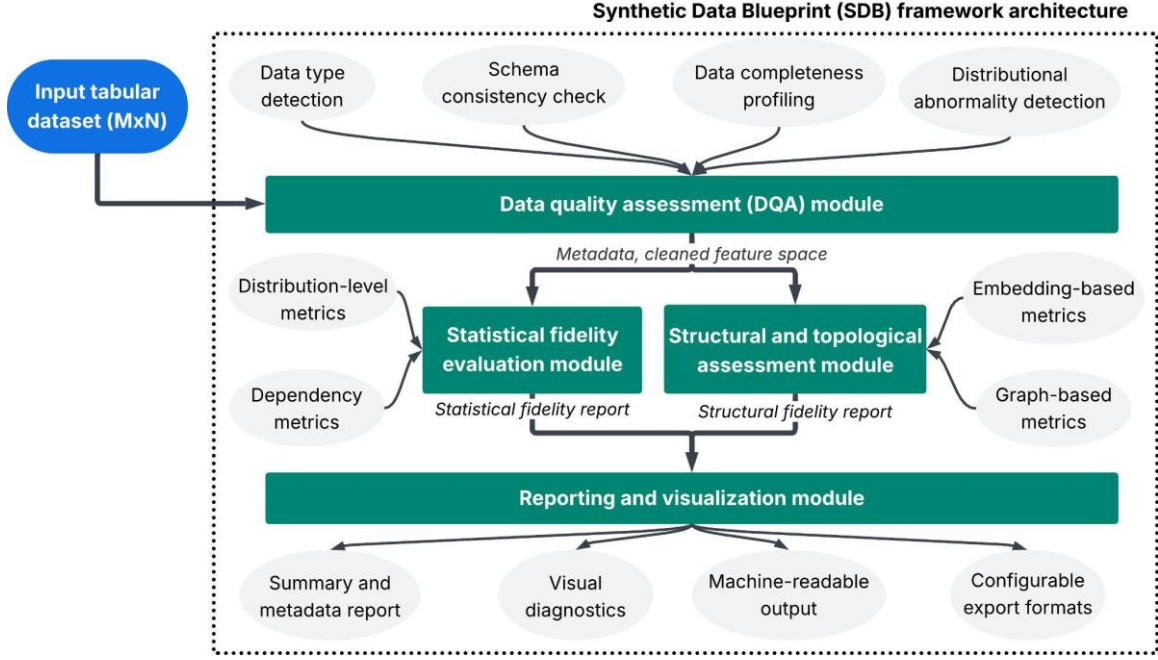 Synthetic Data Blueprint (SDB) framework architecture
Input tabular
dataset (MxN)
Data type
detection
Schema
consistency check
Data completeness
profiling
Distributional
abnormality detection
Data quality assessment (DQA) module
Metadata, cleaned feature space
Distribution-level
metrics
Dependency
metrics
Statistical fidelity
evaluation module
Structural and topological
assessment module
Embedding-based
metrics
Graph-based
metrics
Statistical fidelity report
Structural fidelity report
Reporting and visualization module
Summary and
metadata report
Visual
diagnostics
Machine-readable
output
Configurable
export formats